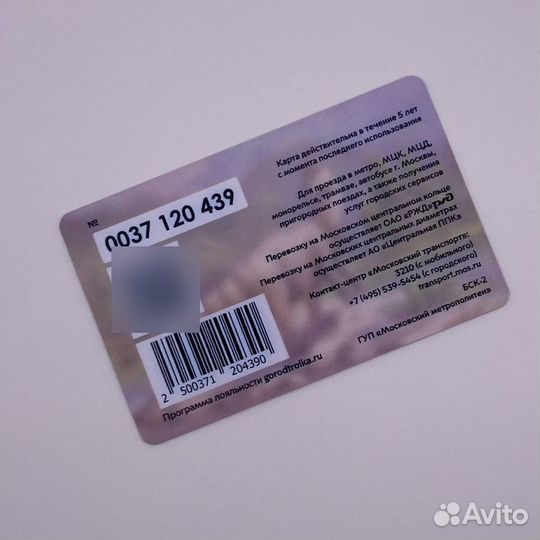 Карта действительна в течение 5 лет
с момента последнего использования
Для проезда в метро, МЦК, МЦД,
монорельсе, трамвае, автобусе г. Москвы,
пригородных поездах, а также получения
услуг городских сервисов
Перевозку на Московском центральном кольце
осуществляет ОАО «РЖД» РЖД
Перевозку на Московских центральных диаметрах
осуществляет АО «Центральная ППК»
Контакт-центр «Московский транспорт»:
3210 (с мобильного)
+7 (495) 539-5454 (с городского)
transport.mos.ru
БСК-2
ГУП «Московский метрополитен»
№
0037 120 439
2 500371 204390
Программа лояльности gorodtroika.ru
Avito